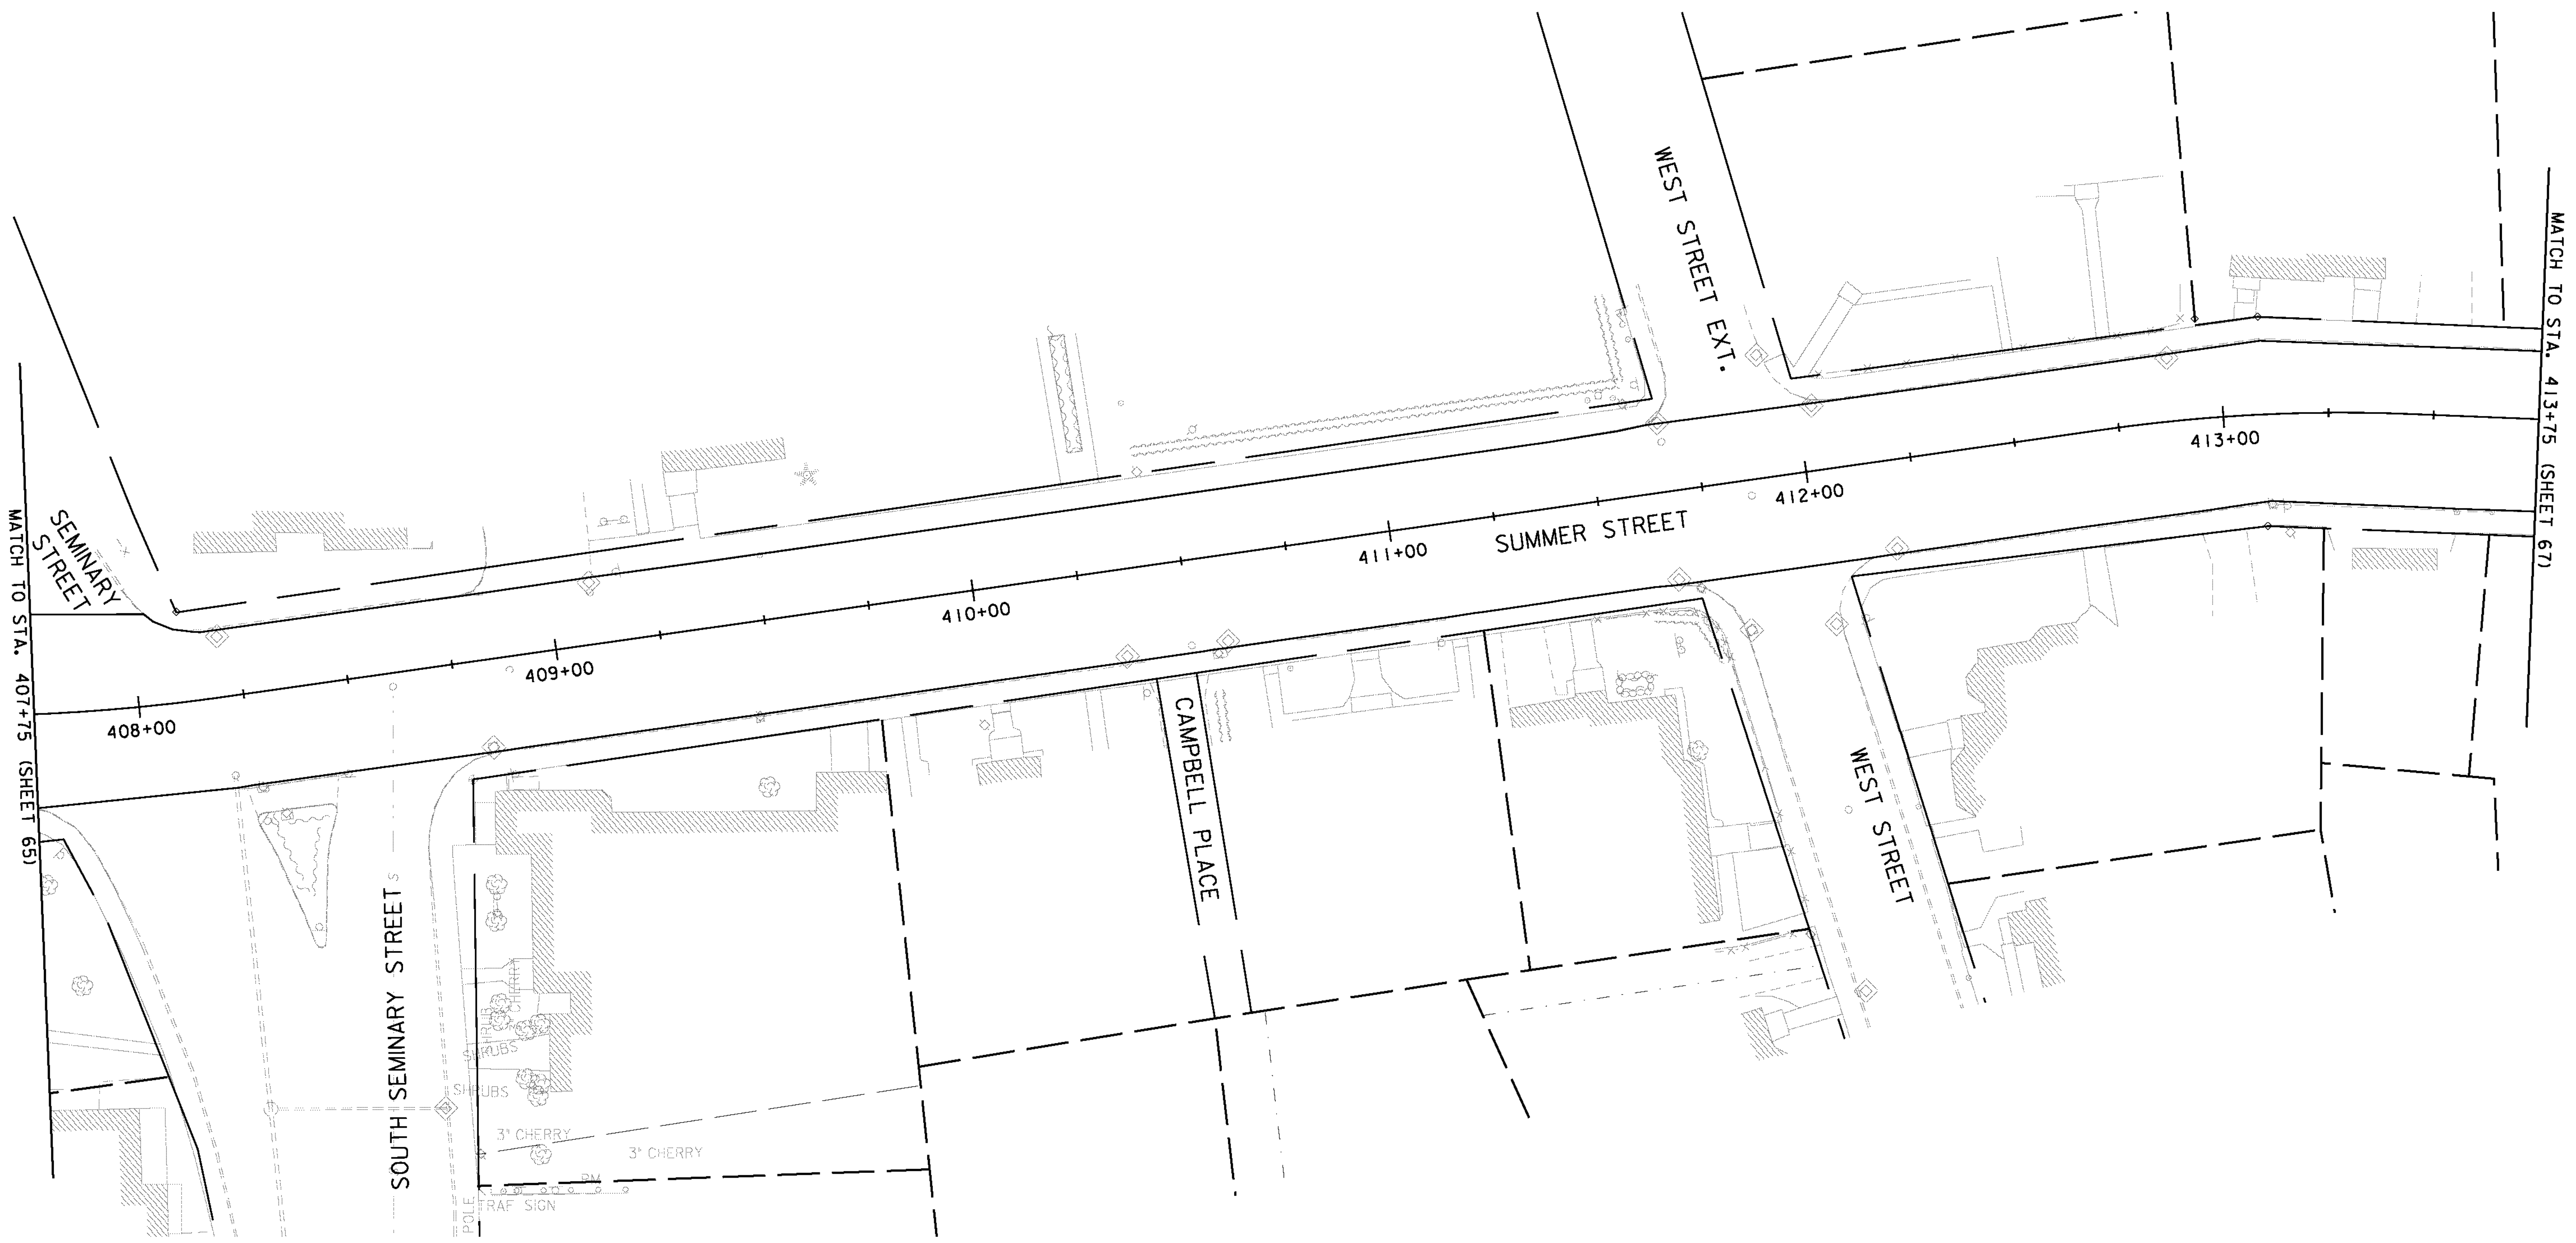 WEST STREET EXT.
MATCH TO STA. 413+75 (SHEET 67)
413+00
412+00
SUMMER STREET
411+00
410+00
409+00
408+00
SEMINARY
STREET
MATCH TO STA. 407+75 (SHEET 65)
CAMPBELL PLACE
WEST STREET
SOUTH SEMINARY STREET
S
SHRUBS
SHRUBS
3" CHERRY
3" CHERRY
PM
TRAF SIGN
POLE